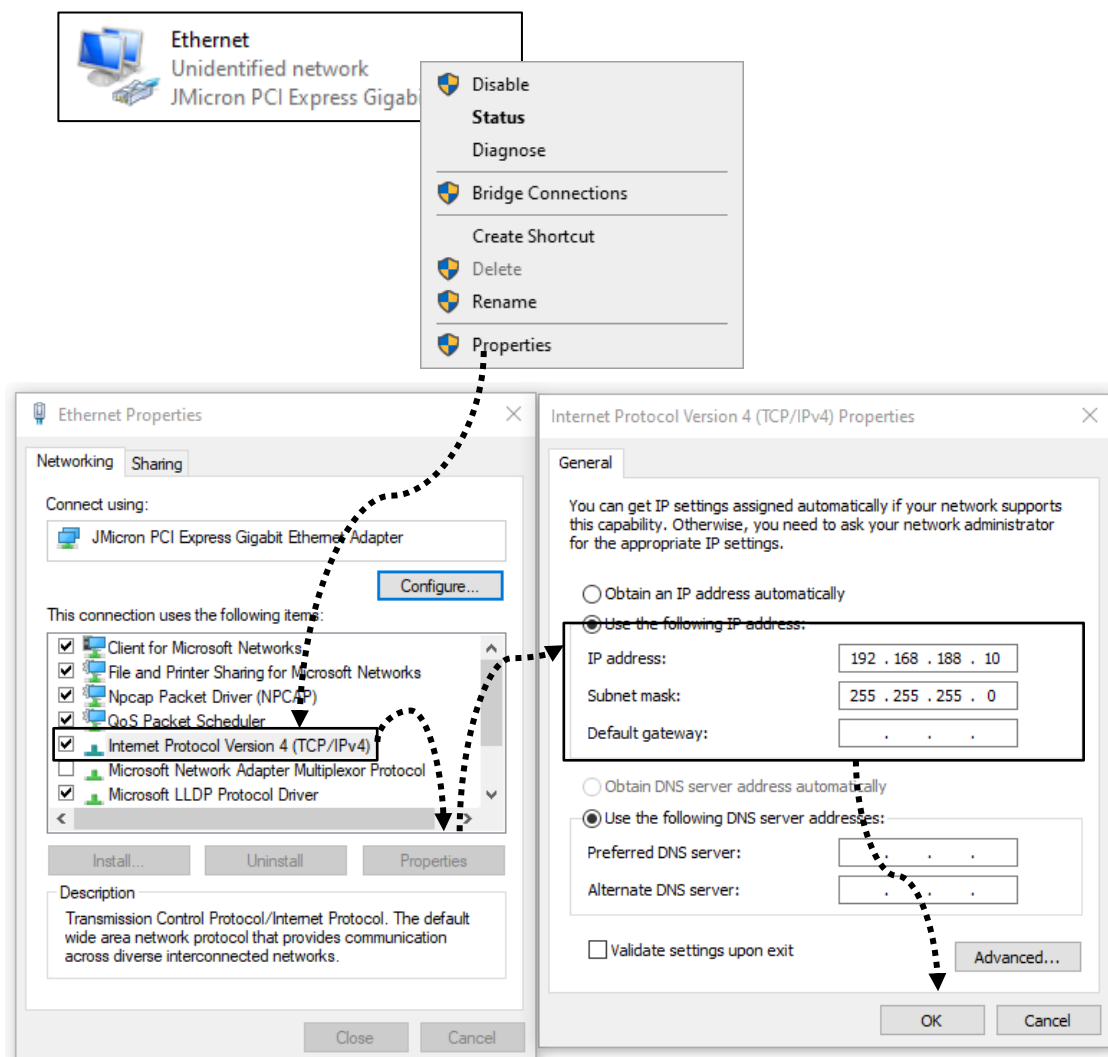 Ethernet
Unidentified network
JMicron PCI Express Gigabi
Disable
Status
Diagnose
Bridge Connections
Create Shortcut
Delete
Rename
Properties
Ethernet Properties
Networking
Sharing
Connect using:
JMicron PCI Express Gigabit Ethernet Adapter
Configure...
This connection uses the following items:
Client for Microsoft Networks
File and Printer Sharing for Microsoft Networks
Npcap Packet Driver (NPCAP)
QoS Packet Scheduler
Internet Protocol Version 4 (TCP/IPv4)
Microsoft Network Adapter Multiplexor Protocol
Microsoft LLDP Protocol Driver
Install...
Uninstall
Properties
Description
Transmission Control Protocol/Internet Protocol. The default
wide area network protocol that provides communication
across diverse interconnected networks.
Close
Cancel
Internet Protocol Version 4 (TCP/IPv4) Properties
General
You can get IP settings assigned automatically if your network supports
this capability. Otherwise, you need to ask your network administrator
for the appropriate IP settings.
Obtain an IP address automatically
Use the following IP address:
IP address: 192 . 168 . 188 . 10
Subnet mask: 255 . 255 . 255 . 0
Default gateway: . . .
Obtain DNS server address automatically
Use the following DNS server addresses:
Preferred DNS server: . . .
Alternate DNS server: . . .
Validate settings upon exit
Advanced...
OK
Cancel